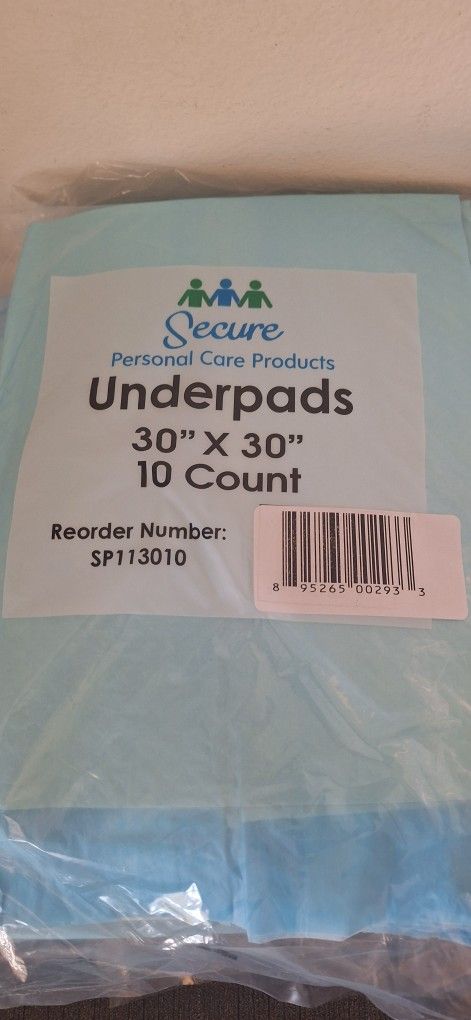 Secure
Personal Care Products
Underpads
30" X 30"
10 Count
Reorder Number:
SP113010
8 95265 00293 3